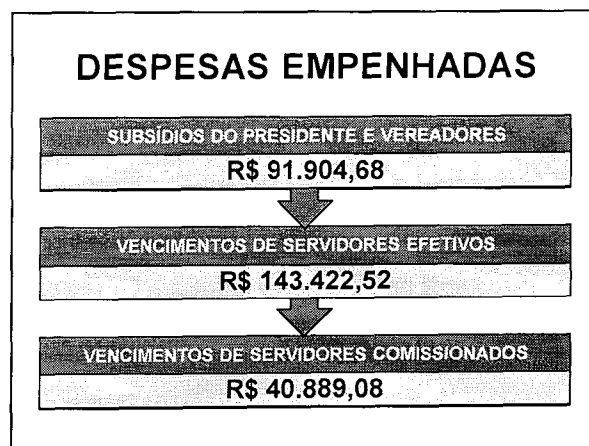 DESPESAS EMPENHADAS
SUBSÍDIOS DO PRESIDENTE E VEREADORES
R$ 91.904,68
VENCIMENTOS DE SERVIDORES EFETIVOS
R$ 143.422,52
VENCIMENTOS DE SERVIDORES COMISSIONADOS
R$ 40.889,08